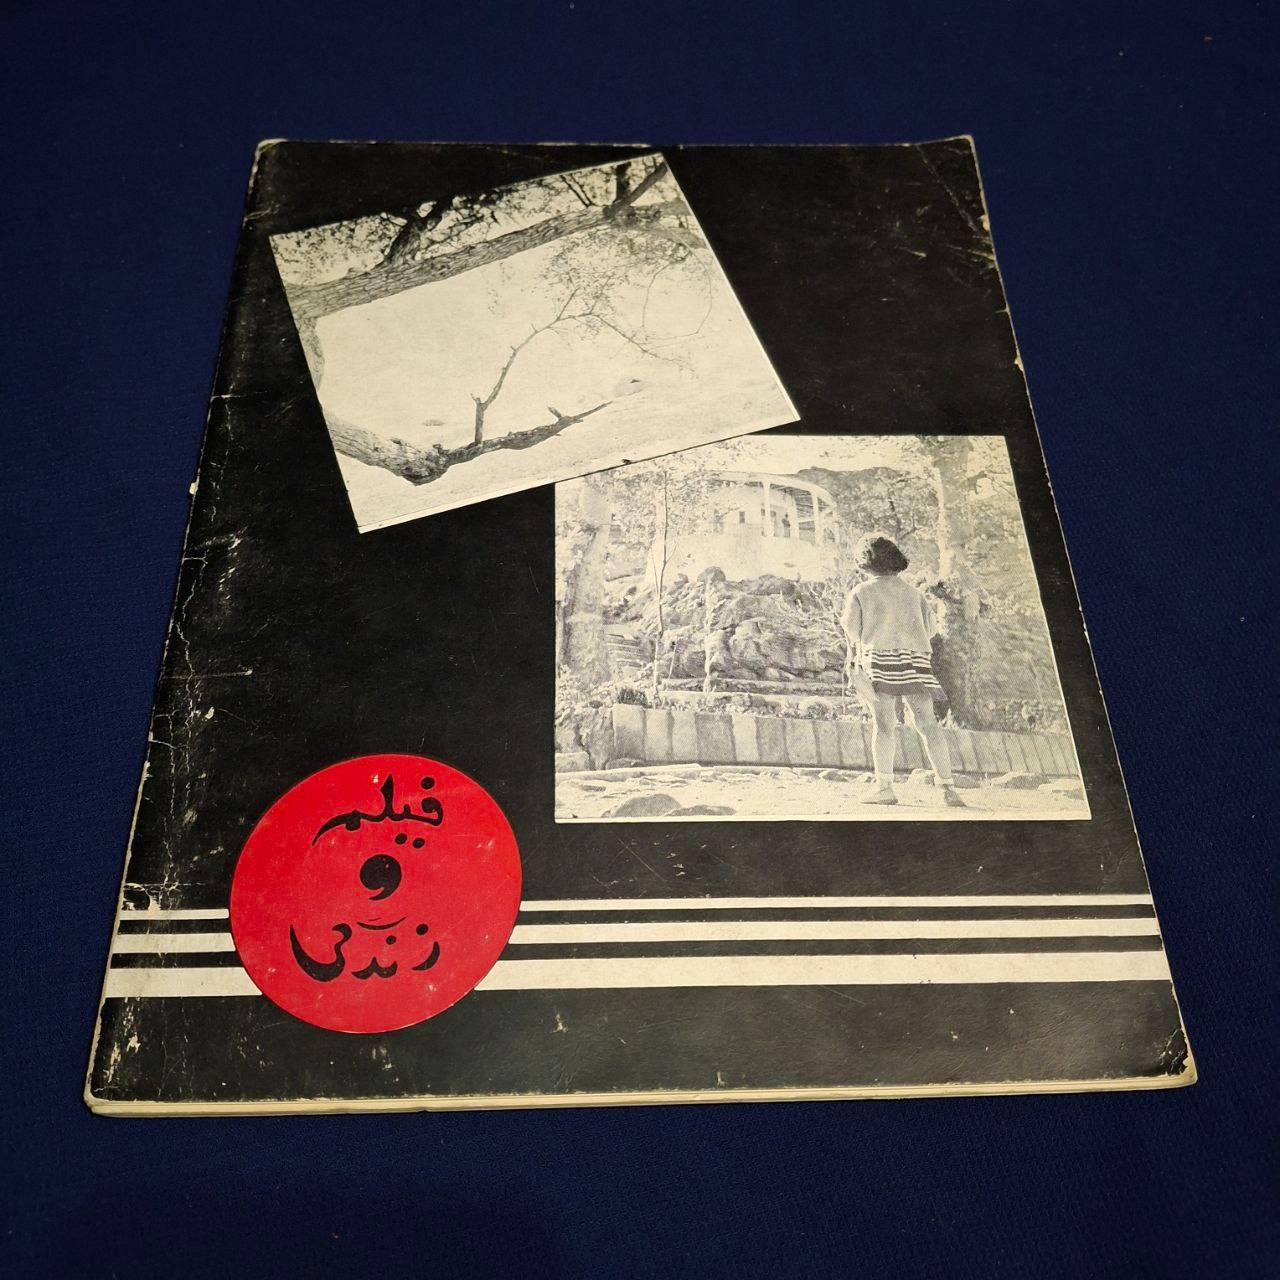 فیلم
و
زندگی